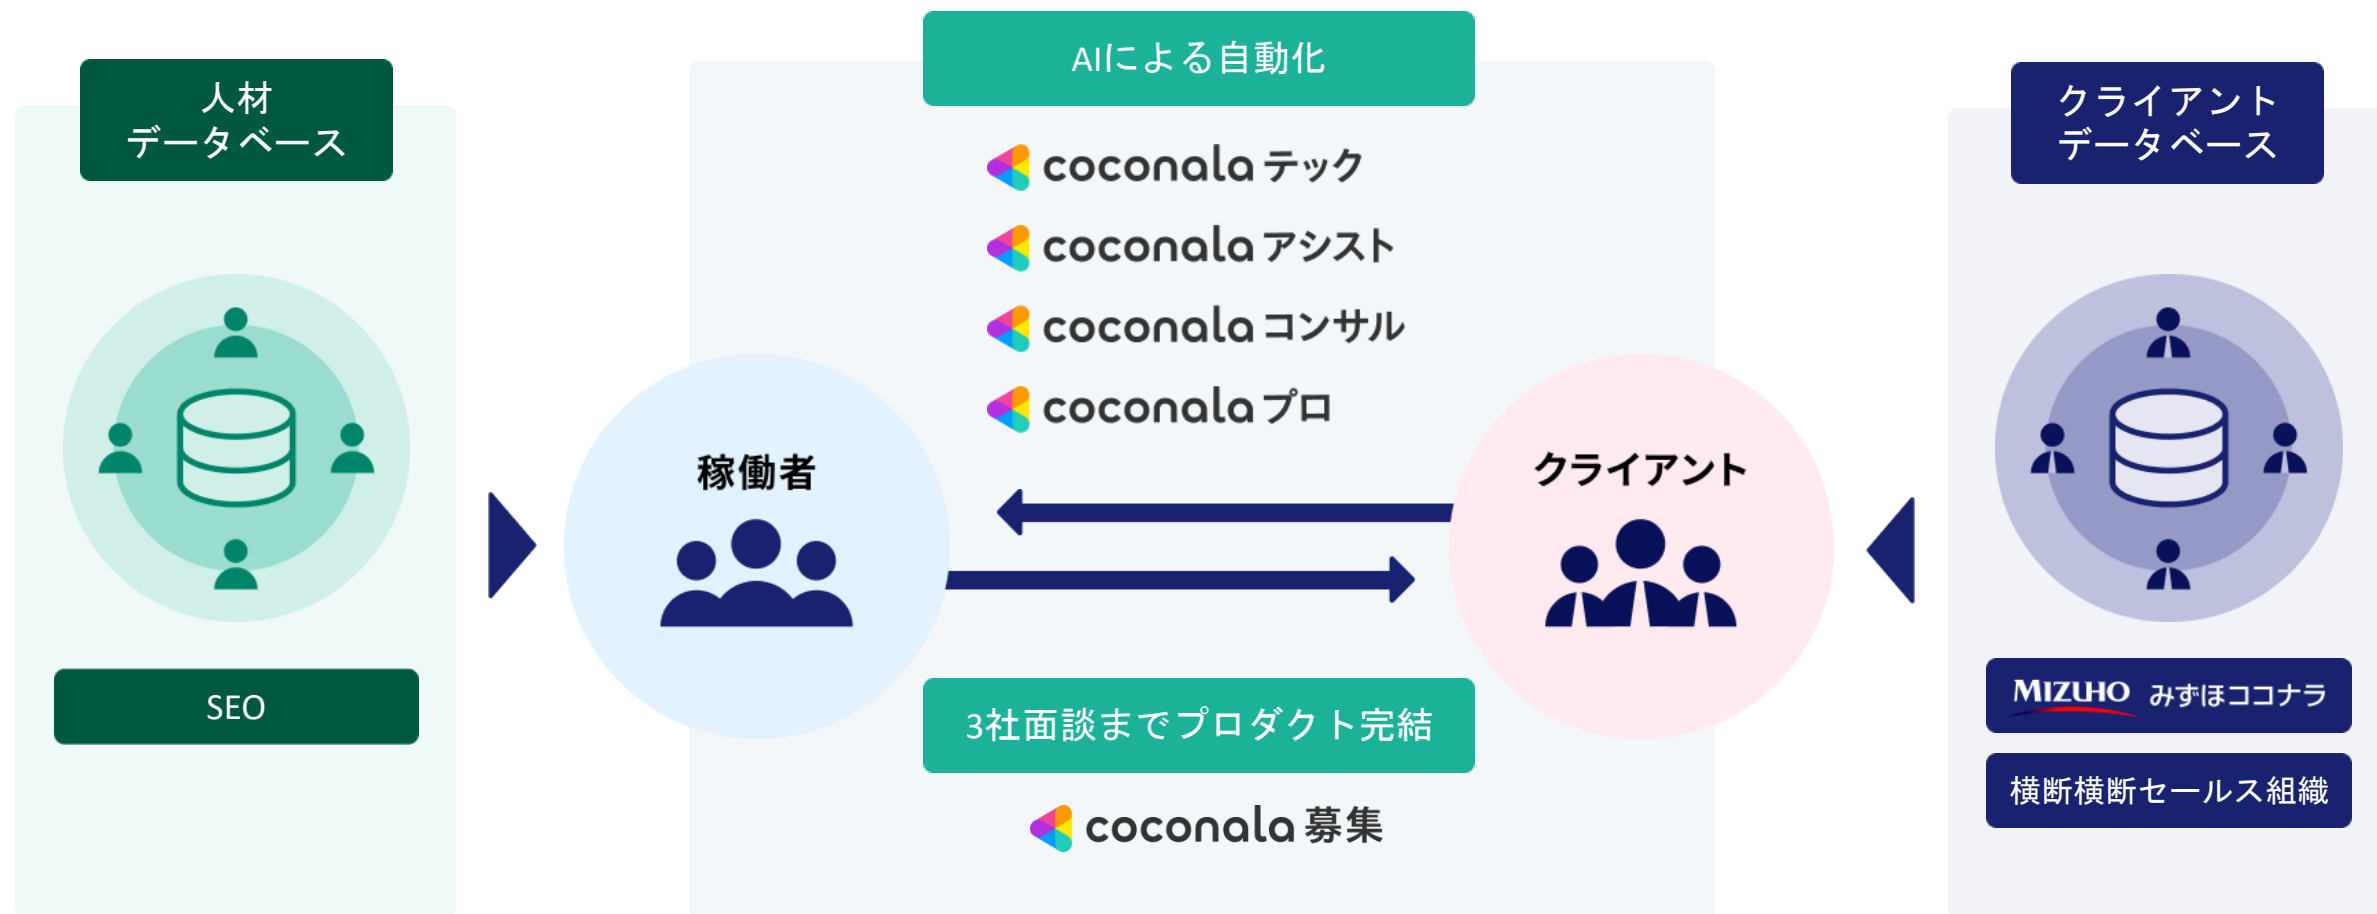 人材
データベース
SEO
AIによる自動化
coconala テック
coconala アシスト
coconala コンサル
coconala プロ
稼働者
クライアント
3社面談までプロダクト完結
coconala 募集
クライアント
データベース
MIZUHO みずほココナラ
横断横断セールス組織